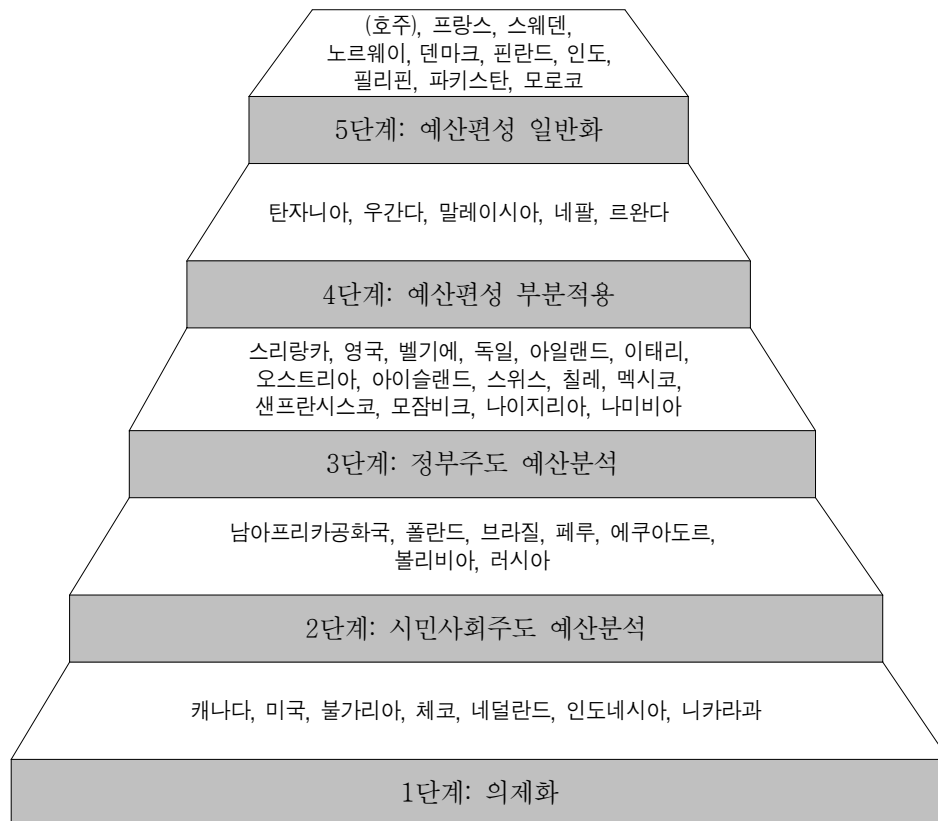 (호주), 프랑스, 스웨덴,
노르웨이, 덴마크, 핀란드, 인도,
필리핀, 파키스탄, 모로코
5단계: 예산편성 일반화
탄자니아, 우간다, 말레이시아, 네팔, 르완다
4단계: 예산편성 부분적용
스리랑카, 영국, 벨기에, 독일, 아일랜드, 이태리,
오스트리아, 아이슬랜드, 스위스, 칠레, 멕시코,
샌프란시스코, 모잠비크, 나이지리아, 나미비아
3단계: 정부주도 예산분석
남아프리카공화국, 폴란드, 브라질, 페루, 에쿠아도르,
볼리비아, 러시아
2단계: 시민사회주도 예산분석
캐나다, 미국, 불가리아, 체코, 네덜란드, 인도네시아, 니카라과
1단계: 의제화